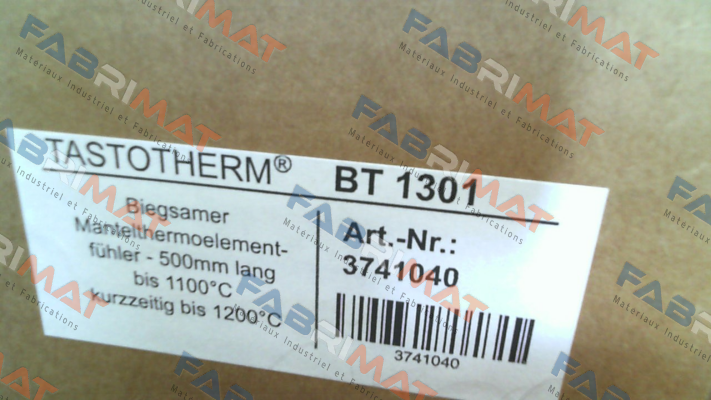 TASTOTHERM® BT 1301
Biegsamer
Mantelthermoelement-
fühler - 500mm lang
bis 1100°C
kurzzeitig bis 1200°C
Art.-Nr.:
3741040
3741040
FABRIMAT
Materiaux Industriel et Fabrications